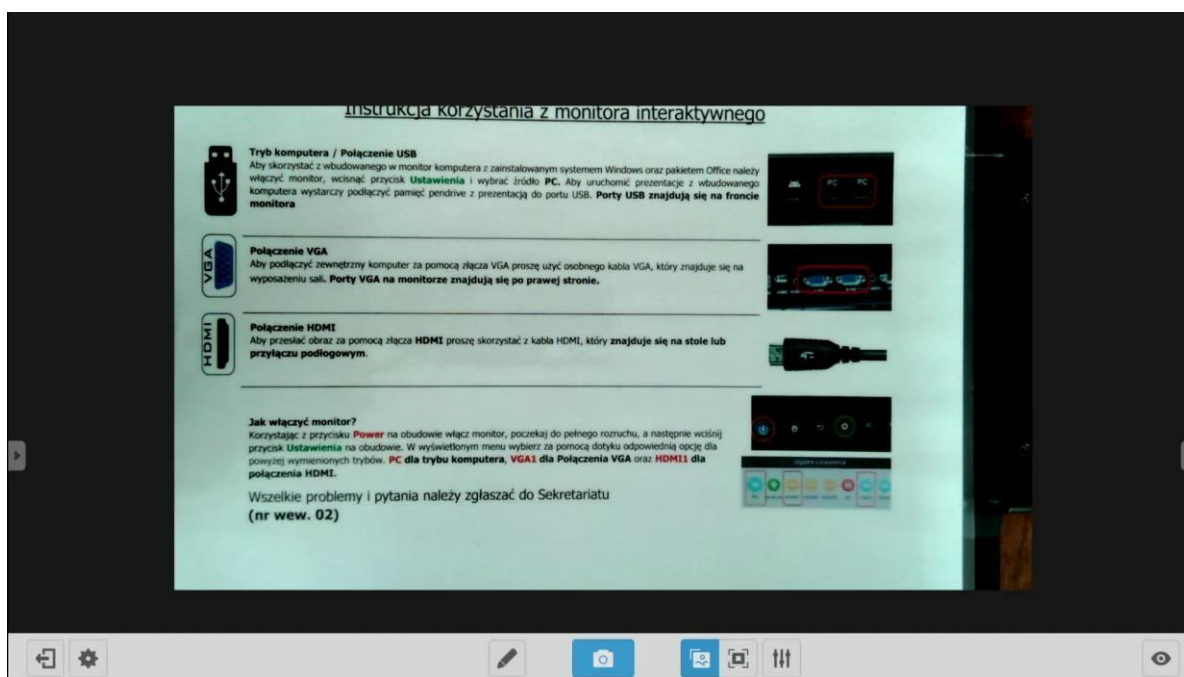 Instrukcja korzystania z monitora interaktywnego
Tryb komputera / Połączenie USB
Aby skorzystać z wbudowanego w monitor komputera z zainstalowanym systemem Windows oraz pakietem Office należy
włączyć monitor, wcisnąć przycisk Ustawienia i wybrać źródło PC. Aby uruchomić prezentacje z wbudowanego
komputera wystarczy podłączyć pamięć pendrive z prezentacją do portu USB. Porty USB znajdują się na froncie
monitora
PC PC
VGA
Połączenie VGA
Aby podłączyć zewnętrzny komputer za pomocą złącza VGA proszę użyć osobnego kabla VGA, który znajduje się na
wyposażeniu sali. Porty VGA na monitorze znajdują się po prawej stronie.
HDMI
Połączenie HDMI
Aby przesłać obraz za pomocą złącza HDMI proszę skorzystać z kabla HDMI, który znajduje się na stole lub
przyłączu podłogowym.
Jak włączyć monitor?
Korzystając z przycisku Power na obudowie włącz monitor, poczekaj do pełnego rozruchu, a następnie wciśnij
przycisk Ustawienia na obudowie. W wyświetlonym menu wybierz za pomocą dotyku odpowiednią opcję dla
powyżej wymienionych trybów. PC dla trybu komputera, VGA1 dla Połączenia VGA oraz HDMI1 dla
połączenia HDMI.
Wszelkie problemy i pytania należy zgłaszać do Sekretariatu
(nr wew. 02)